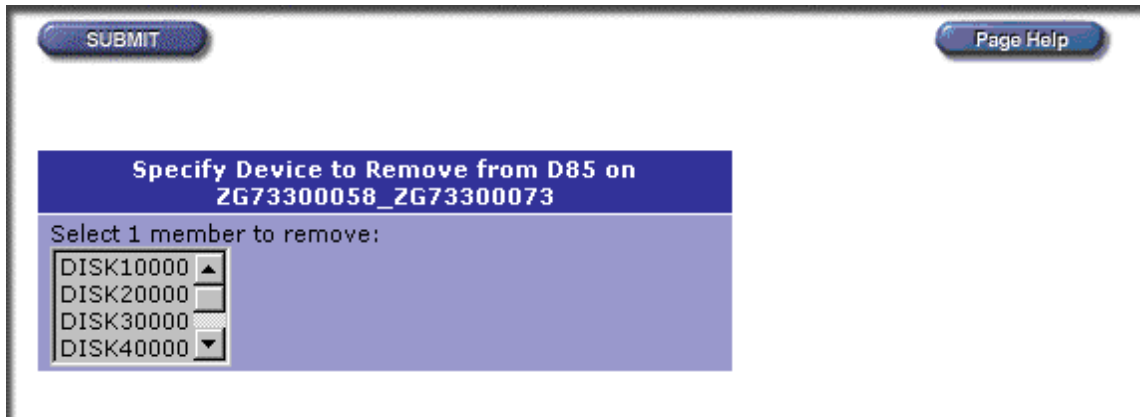 SUBMIT
Page Help
Specify Device to Remove from D85 on
ZG73300058_ZG73300073
Select 1 member to remove:
DISK10000
DISK20000
DISK30000
DISK40000